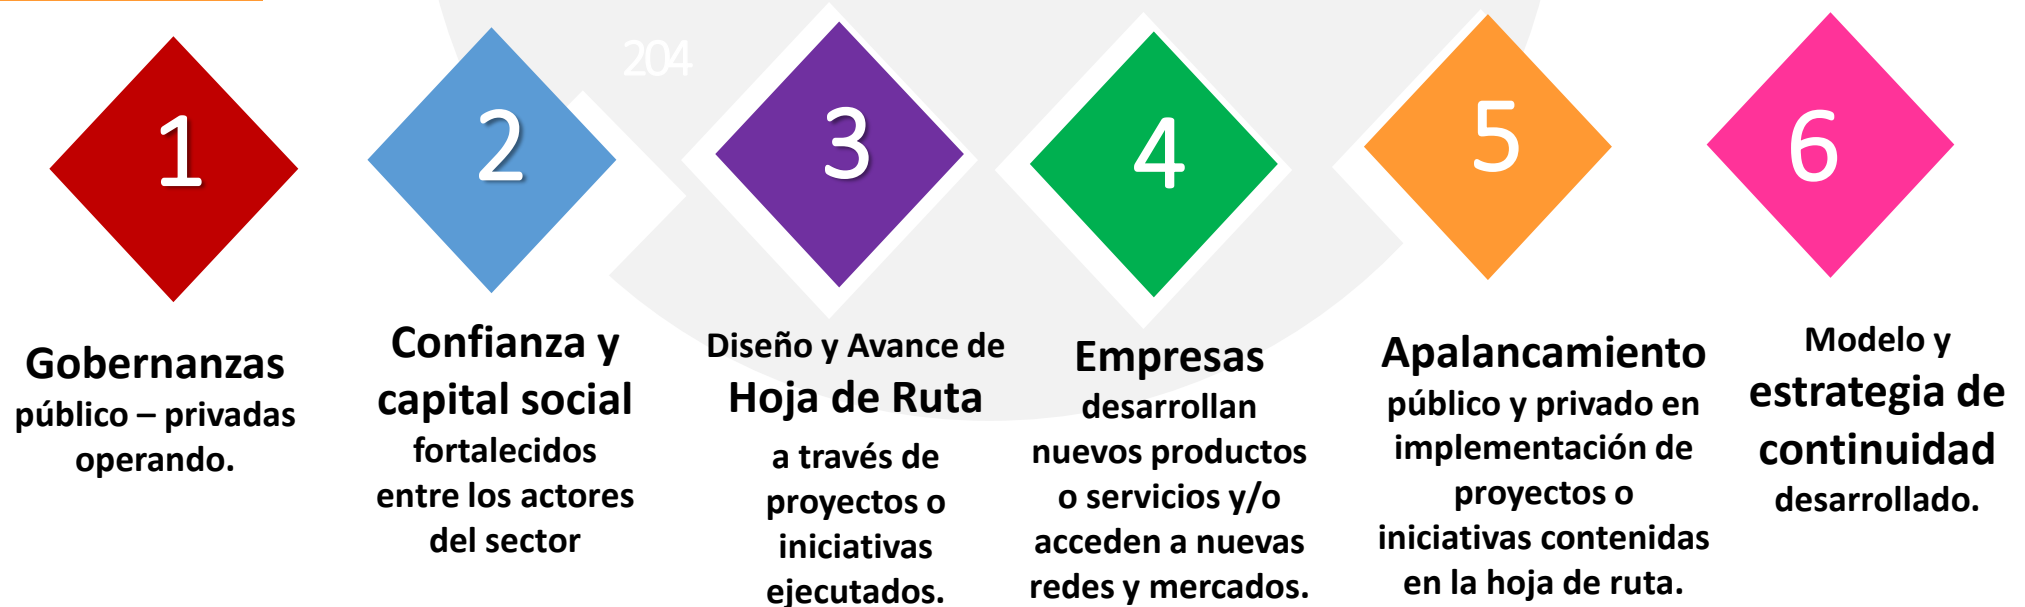 204
1
Gobernanzas
público – privadas
operando.
2
Confianza y
capital social
fortalecidos
entre los actores
del sector
3
Diseño y Avance de
Hoja de Ruta
a través de
proyectos o
iniciativas
ejecutados.
4
Empresas
desarrollan
nuevos productos
o servicios y/o
acceden a nuevas
redes y mercados.
5
Apalancamiento
público y privado en
implementación de
proyectos o
iniciativas contenidas
en la hoja de ruta.
6
Modelo y
estrategia de
continuidad
desarrollado.